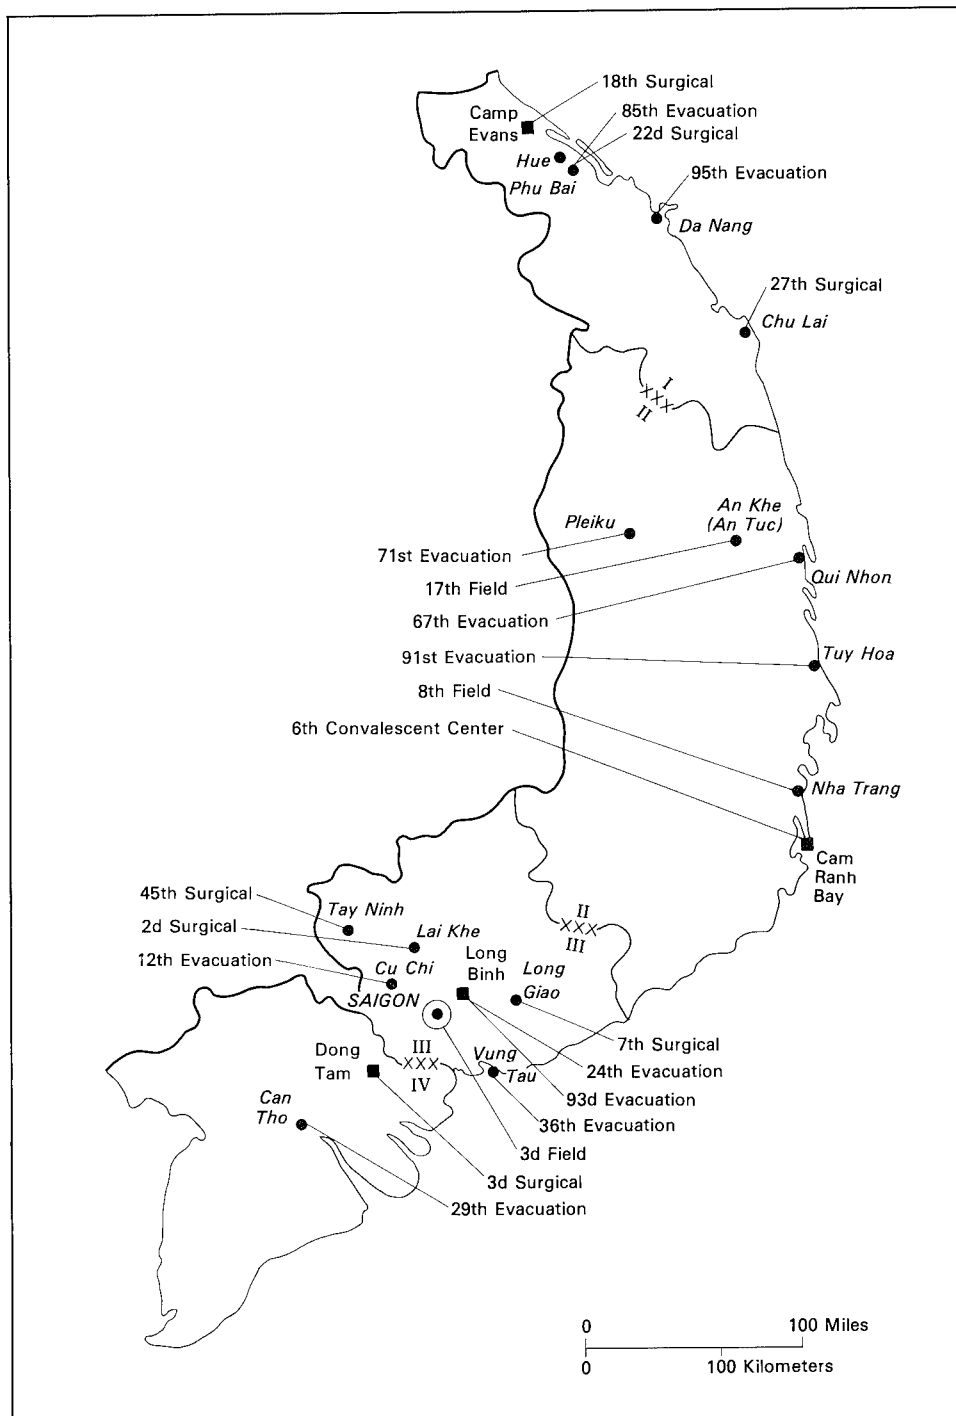 18th Surgical
Camp
Evans
85th Evacuation
22d Surgical
Hue
Phu Bai
95th Evacuation
Da Nang
27th Surgical
Chu Lai
I
XXX
II
An Khe
(An Tuc)
Pleiku
71st Evacuation
17th Field
Qui Nhon
67th Evacuation
91st Evacuation
Tuy Hoa
8th Field
6th Convalescent Center
Nha Trang
Cam
Ranh
Bay
45th Surgical
Tay Ninh
2d Surgical
Lai Khe
II
XXX
III
12th Evacuation
Cu Chi
Long
Binh
Long
Giao
SAIGON
7th Surgical
Dong
Tam
III
XXX
IV
Vung
Tau
24th Evacuation
93d Evacuation
Can
Tho
36th Evacuation
3d Field
3d Surgical
29th Evacuation
0 100 Miles
0 100 Kilometers